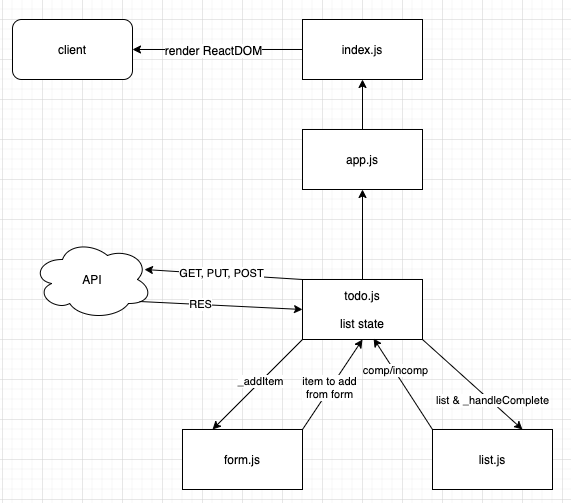 client
render ReactDOM
index.js
app.js
API
GET, PUT, POST
RES
todo.js
list state
_addItem
item to add
from form
comp/incomp
list & _handleComplete
form.js
list.js